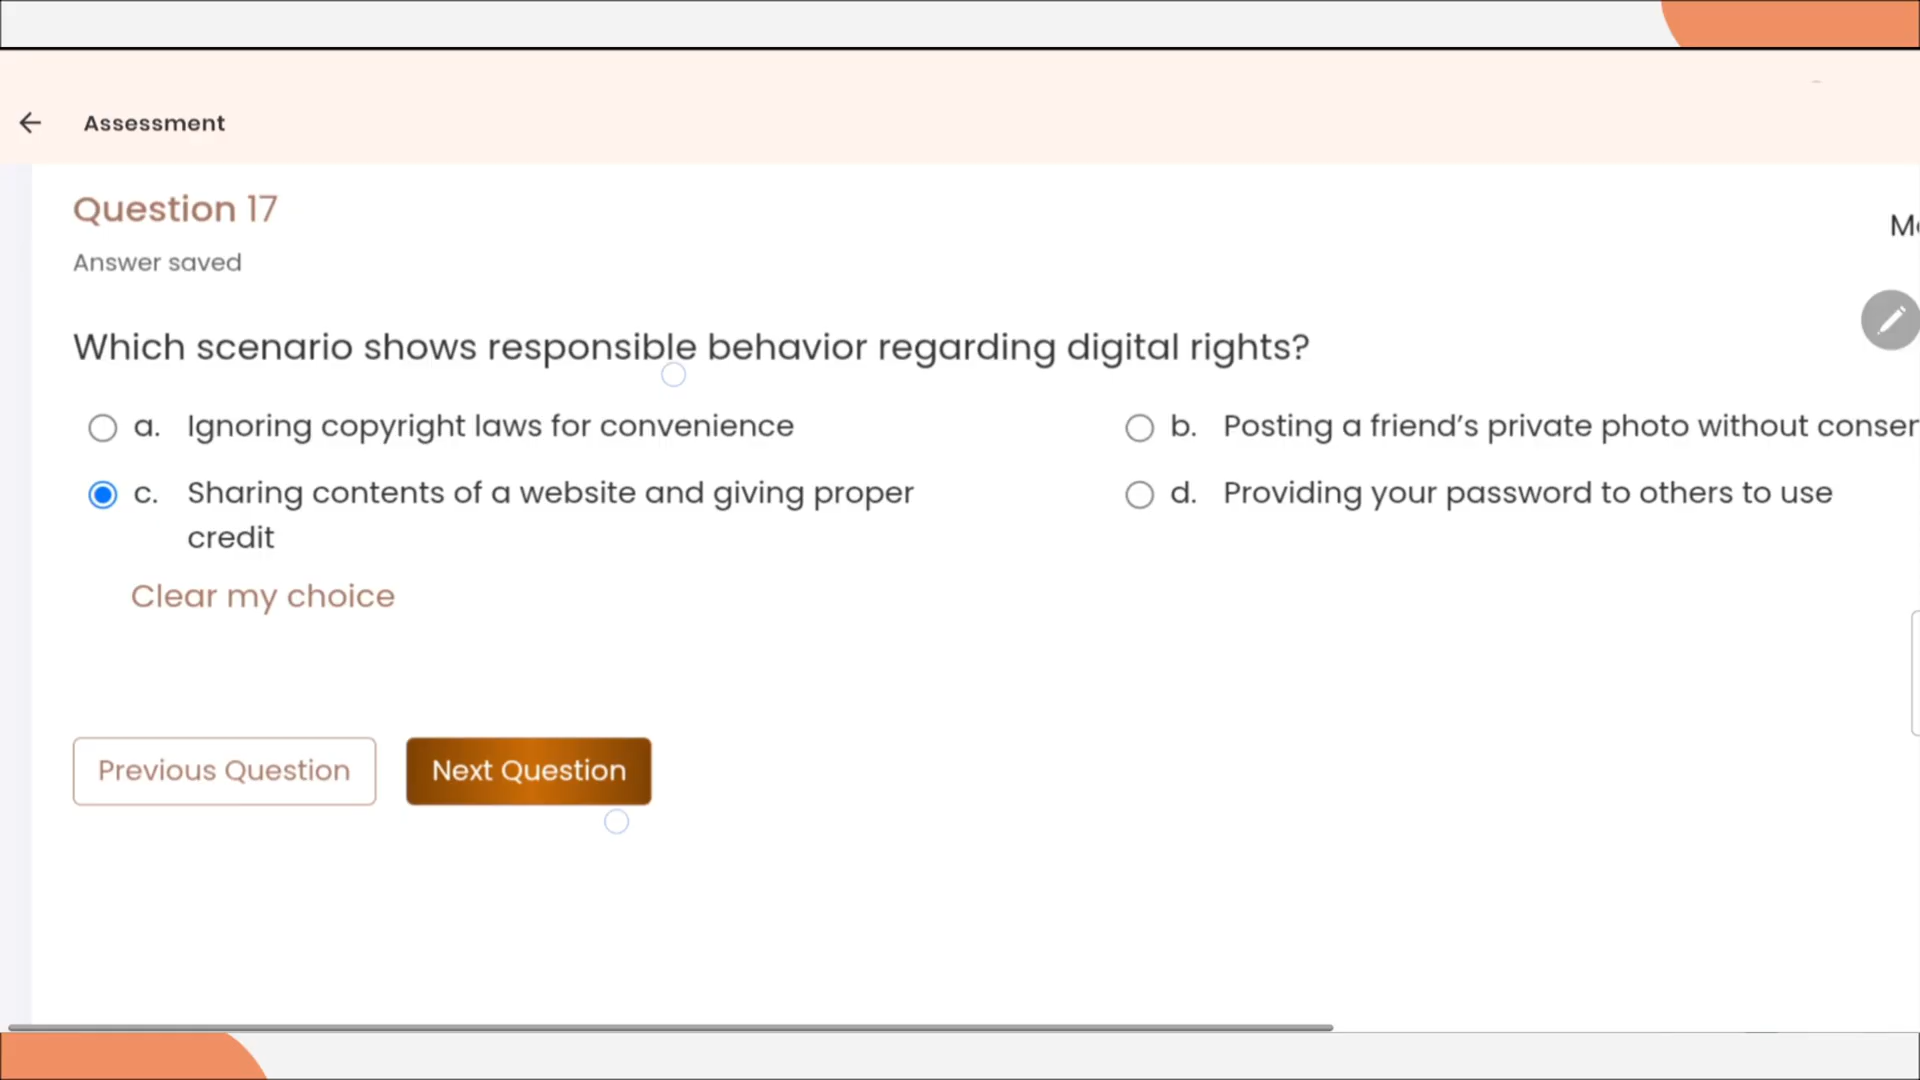 Assessment
Question 17
Answer saved
Which scenario shows responsible behavior regarding digital rights?
a. Ignoring copyright laws for convenience
b. Posting a friend’s private photo without
c. Sharing contents of a website and giving proper
credit
d. Providing your password to others to use
Clear my choice
Previous Question
Next Question